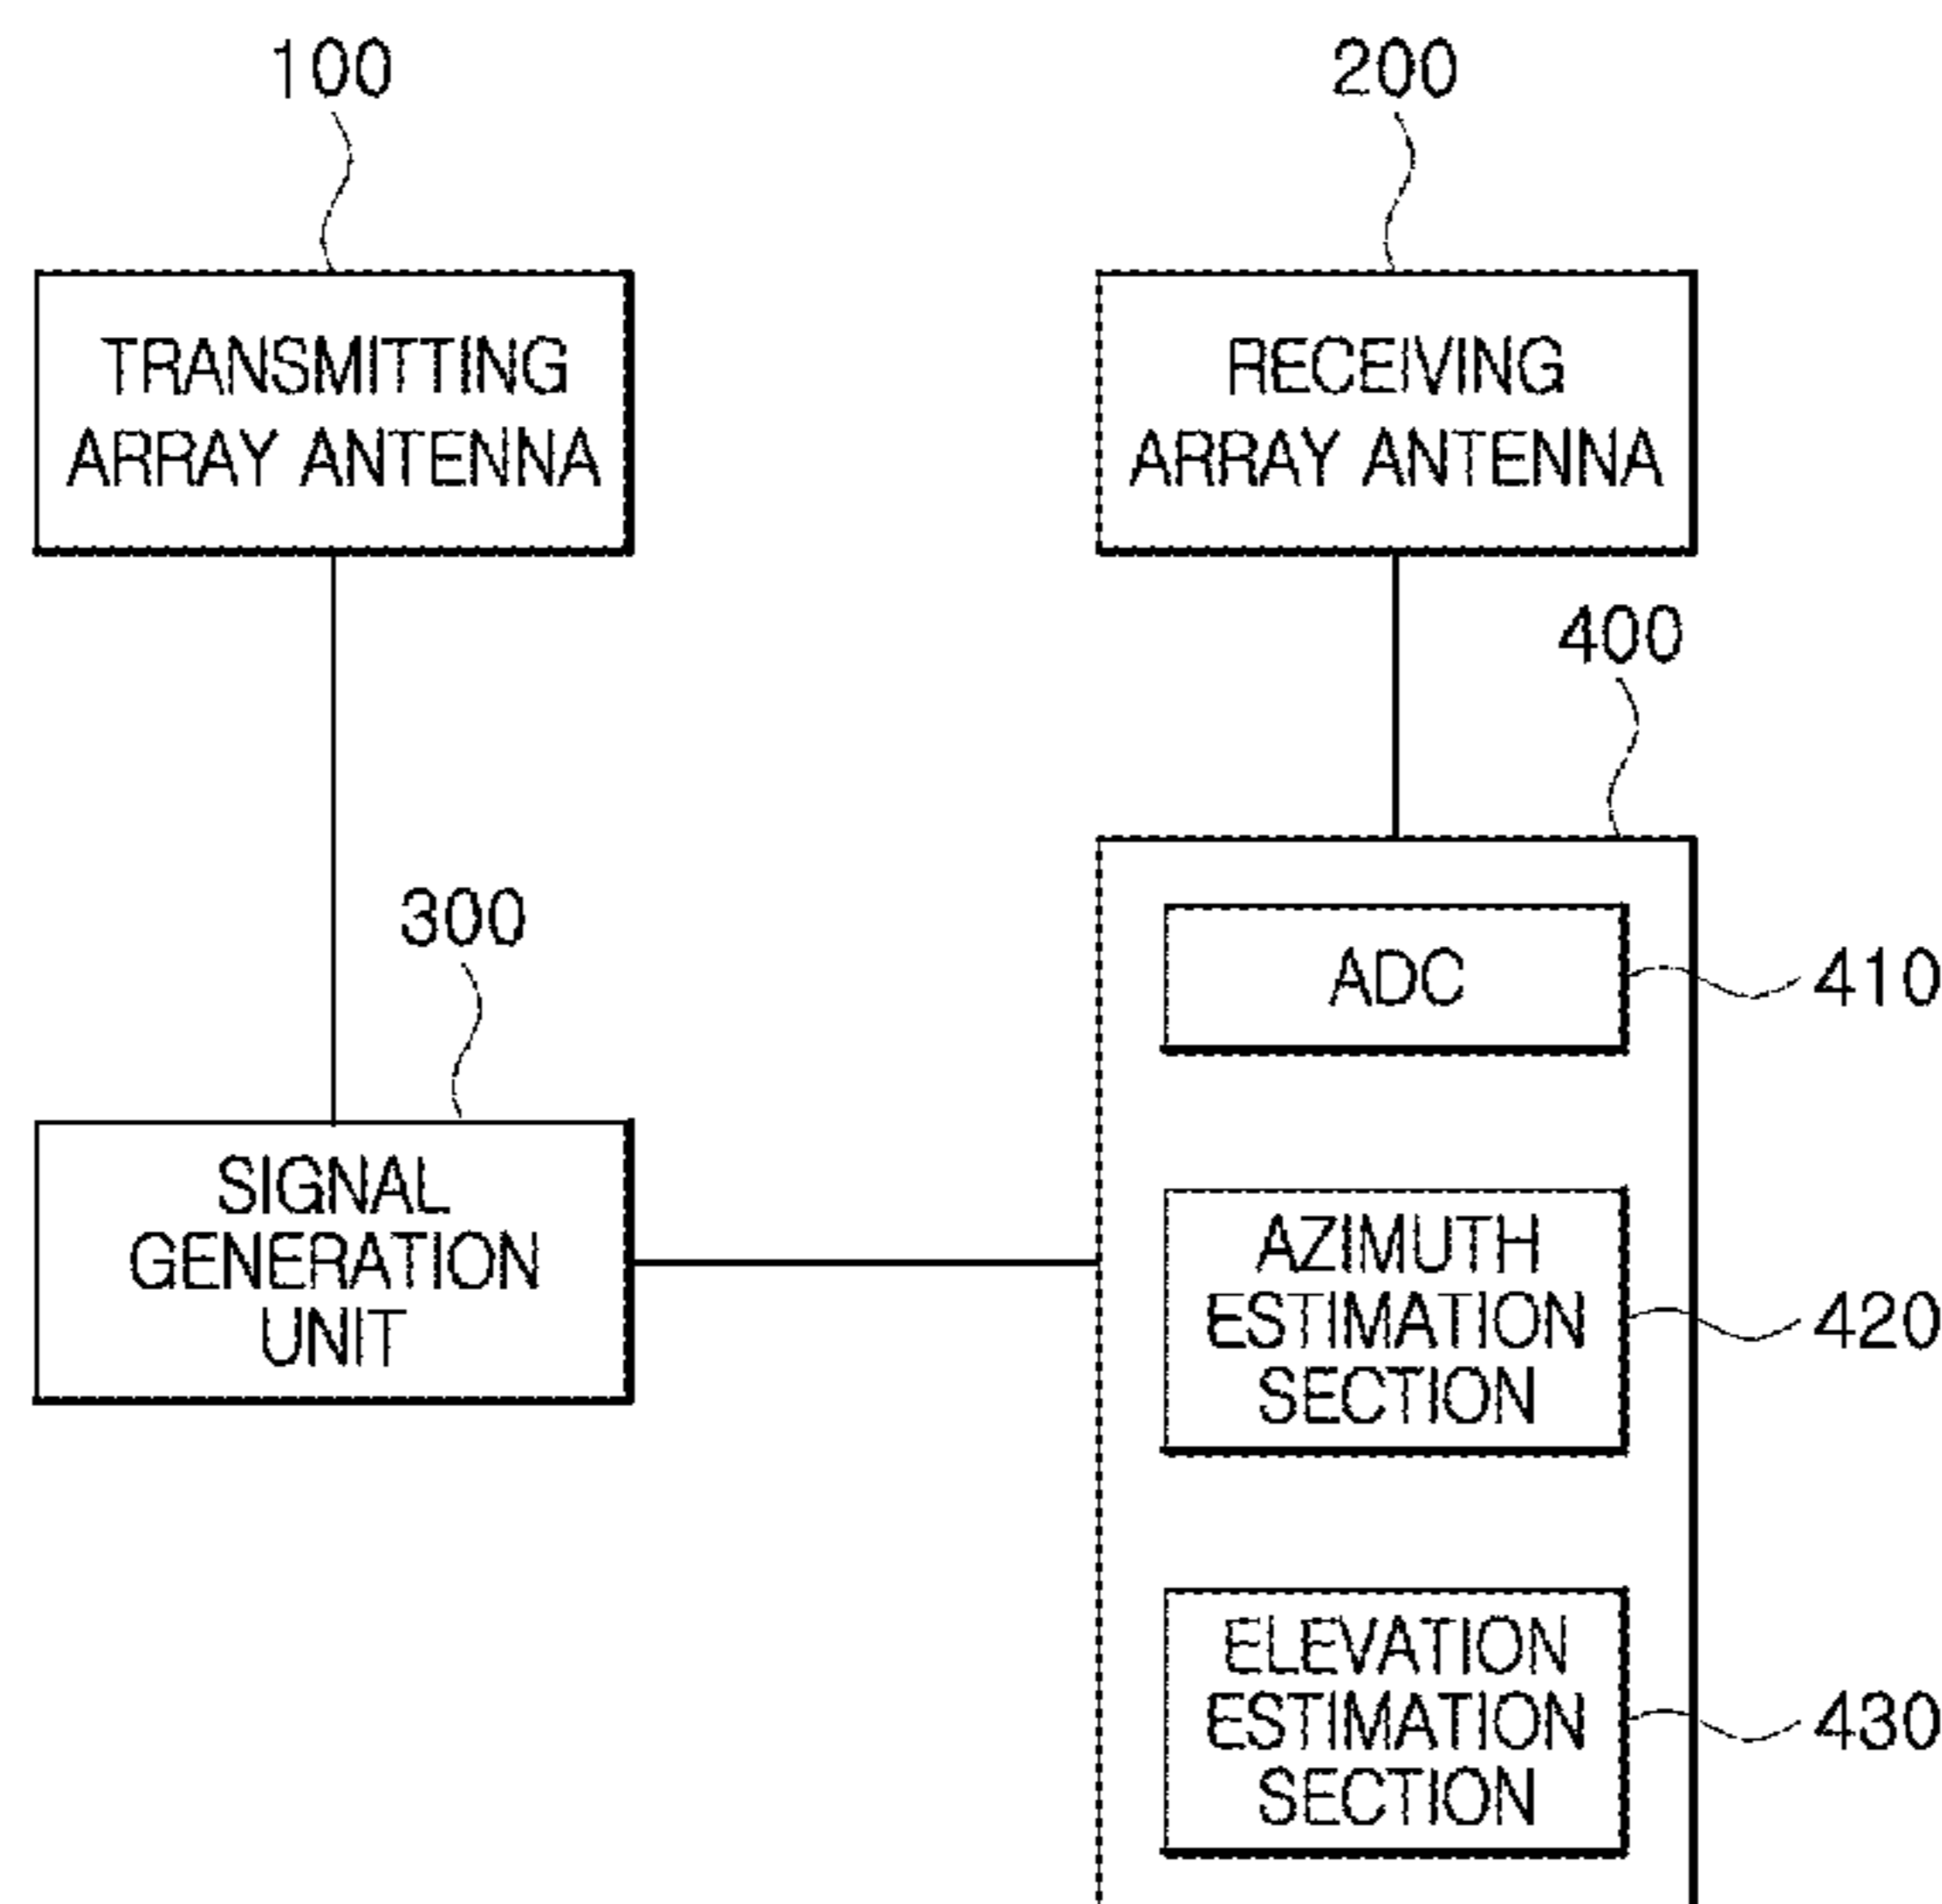 100
200
TRANSMITTING
ARRAY ANTENNA
RECEIVING
ARRAY ANTENNA
400
300
ADC
410
SIGNAL
GENERATION
UNIT
AZIMUTH
ESTIMATION
SECTION
420
ELEVATION
ESTIMATION
SECTION
430